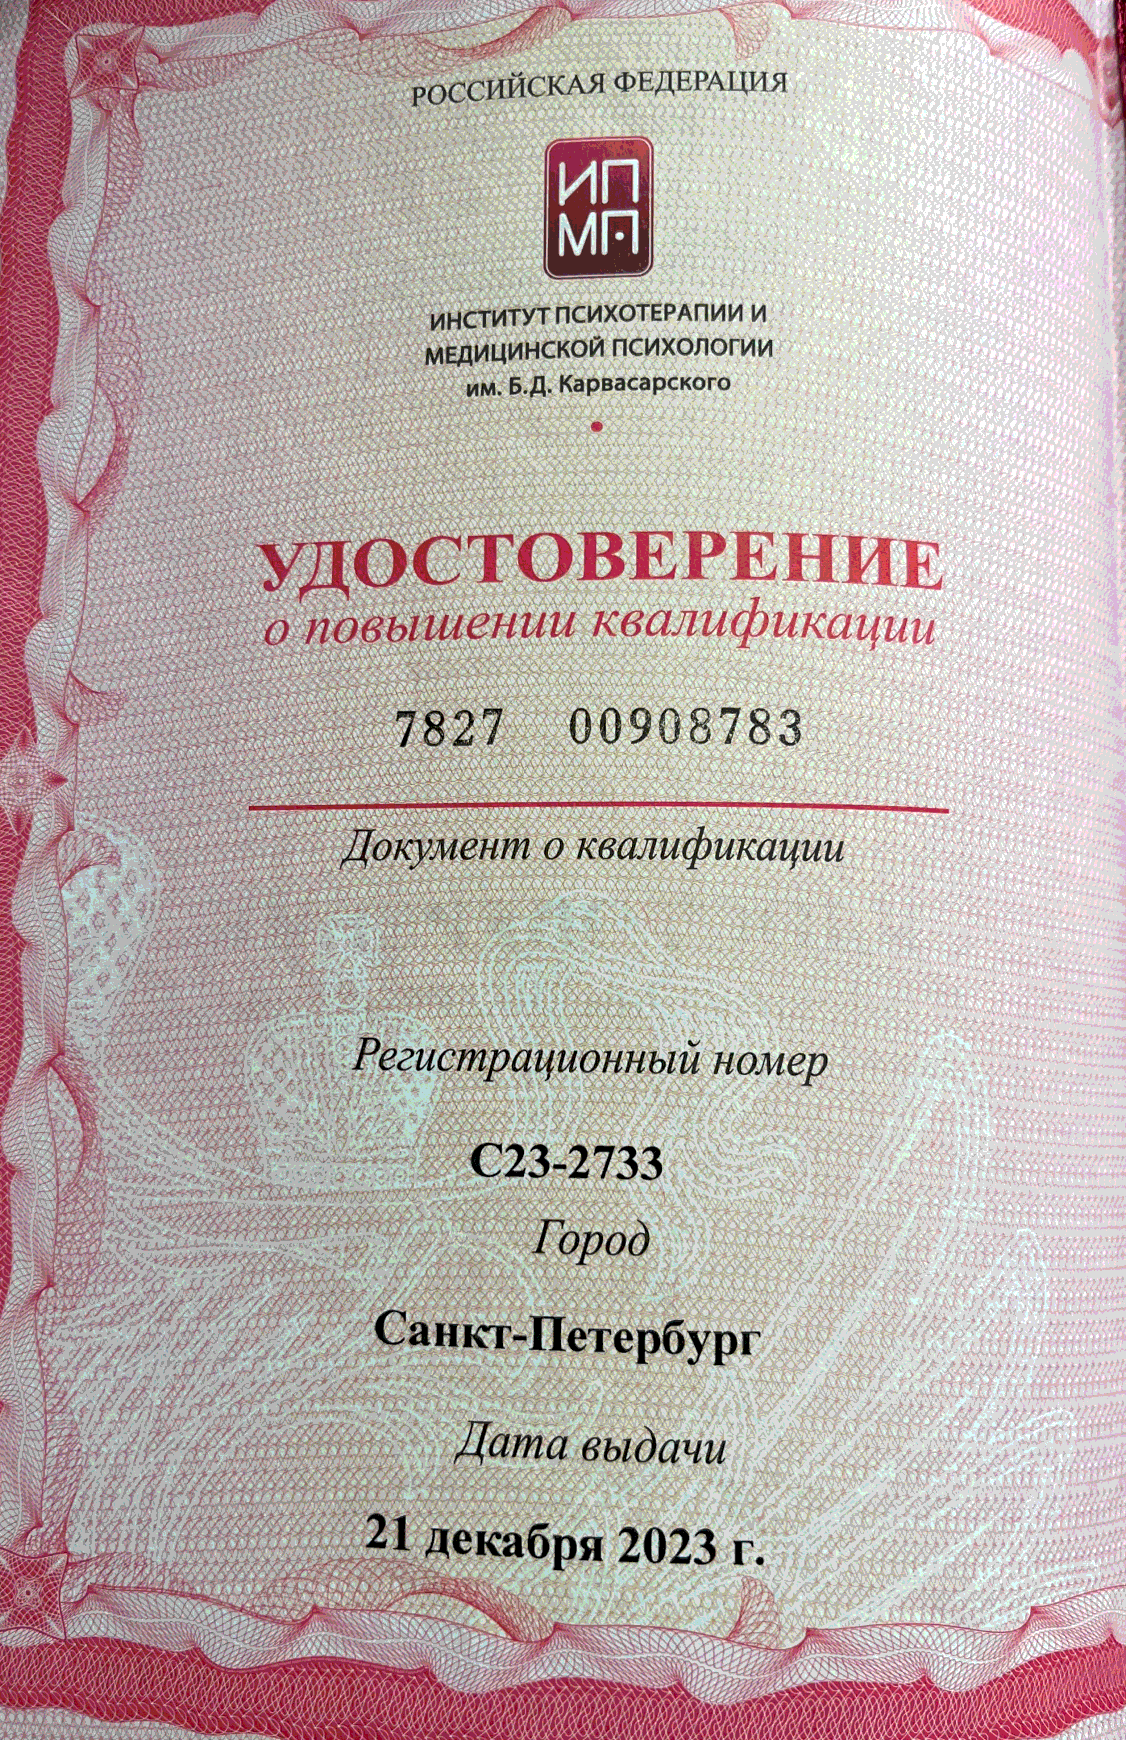 РОССИЙСКАЯ ФЕДЕРАЦИЯ
ИП
МП
ИНСТИТУТ ПСИХОТЕРАПИИ И
МЕДИЦИНСКОЙ ПСИХОЛОГИИ
им. Б.Д. Карвасарского
УДОСТОВЕРЕНИЕ
о повышении квалификации
7827 00908783
Документ о квалификации
Регистрационный номер
С23-2733
Город
Санкт-Петербург
Дата выдачи
21 декабря 2023 г.